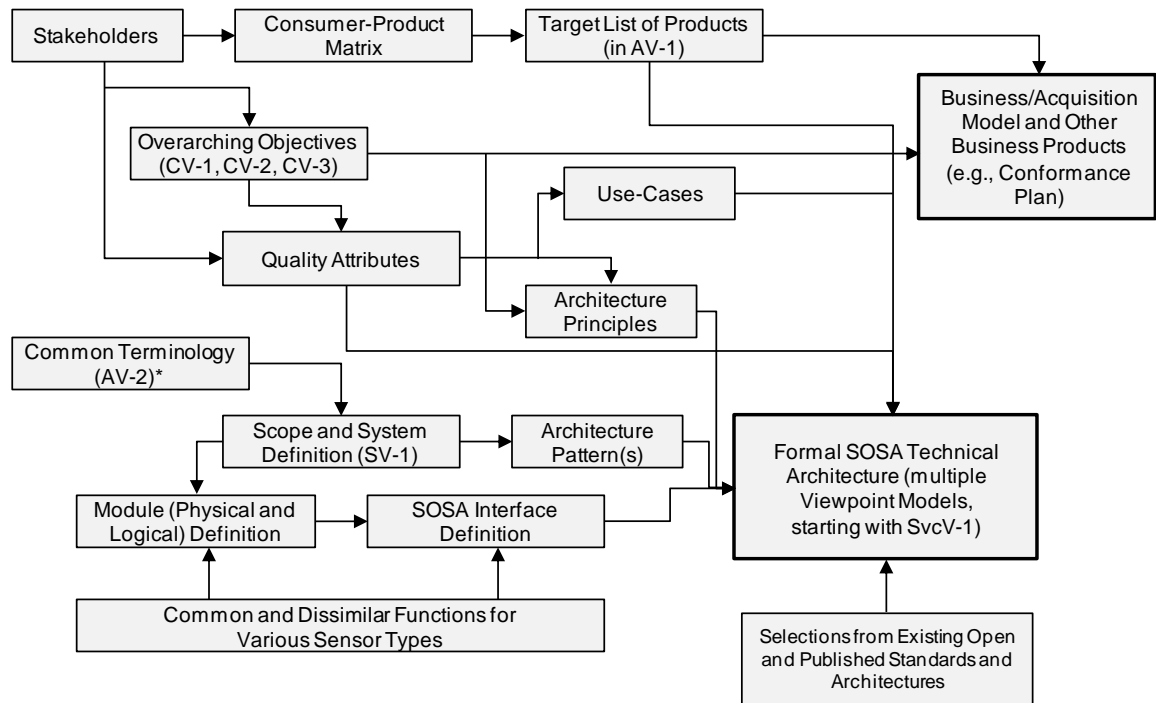 Stakeholders
Consumer-Product
Matrix
Target List of Products
(in AV-1)
Business/Acquisition
Model and Other
Business Products
(e.g., Conformance
Plan)
Overarching Objectives
(CV-1, CV-2, CV-3)
Use-Cases
Quality Attributes
Architecture
Principles
Common Terminology
(AV-2)*
Scope and System
Definition (SV-1)
Architecture
Pattern(s)
Formal SOSA Technical
Architecture (multiple
Viewpoint Models,
starting with SvcV-1)
Module (Physical and
Logical) Definition
SOSA Interface
Definition
Common and Dissimilar Functions for
Various Sensor Types
Selections from Existing Open
and Published Standards and
Architectures